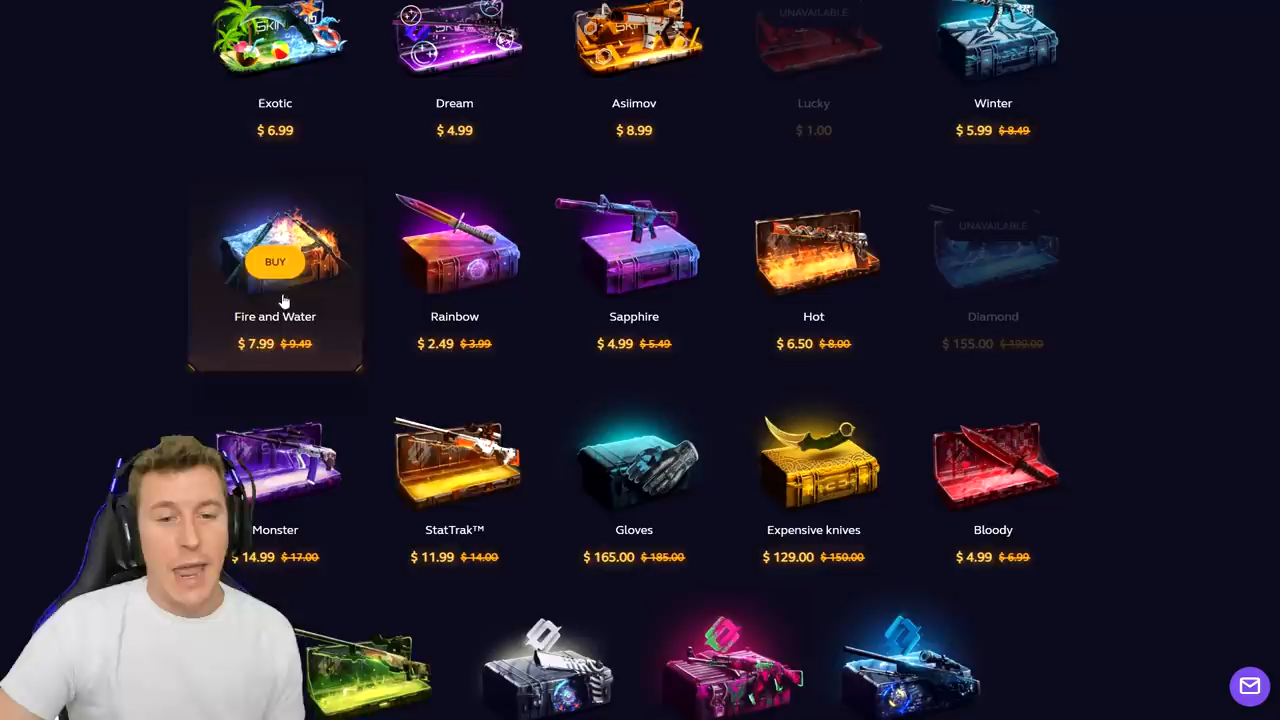 UNAVAILABLE
Exotic
Dream
Asiimov
Lucky
Winter
$ 6.99
$ 4.99
$ 8.99
$ 1.00
$ 5.99 $ 8.49
UNAVAILABLE
BUY
Fire and Water
Rainbow
Sapphire
Hot
Diamond
$ 7.99 $ 9.49
$ 2.49 $ 3.99
$ 4.99 $ 5.49
$ 6.50 $ 8.00
$ 155.00 $ 190.00
Monster
StatTrak™
Gloves
Expensive knives
Bloody
$ 14.99 $ 17.00
$ 11.99 $ 14.00
$ 165.00 $ 185.00
$ 129.00 $ 150.00
$ 4.99 $ 6.99